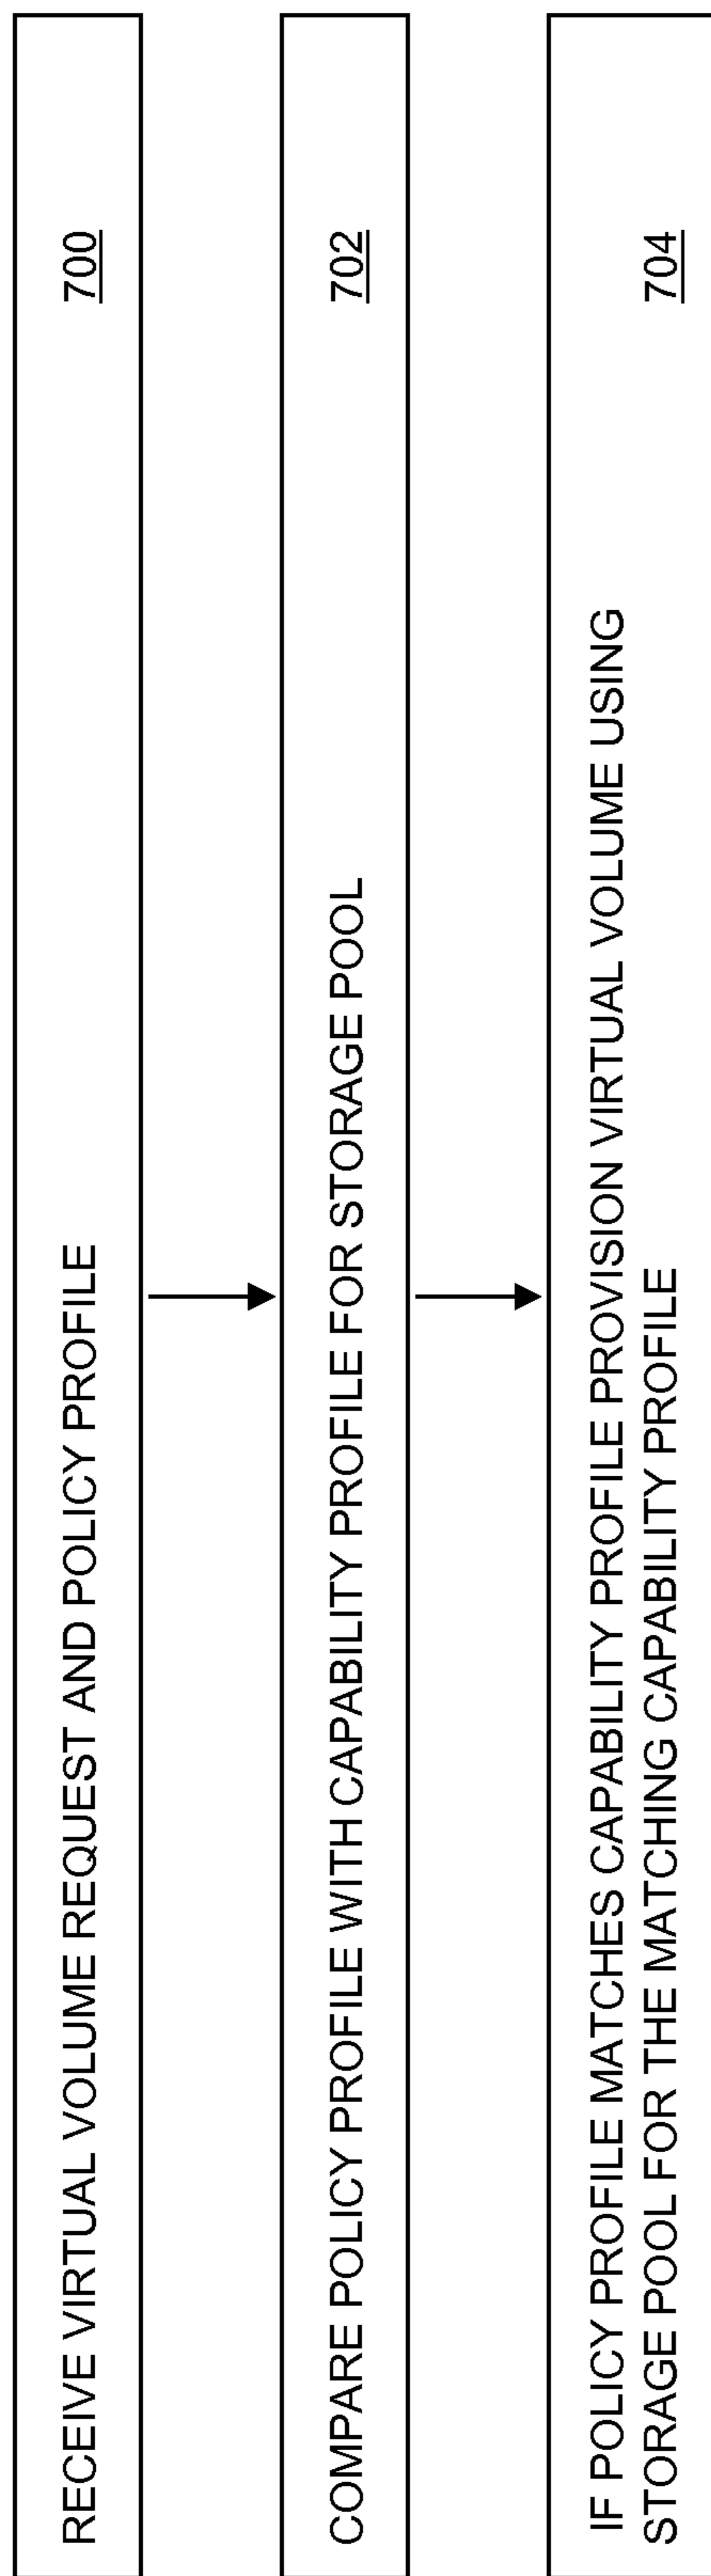 RECEIVE VIRTUAL VOLUME REQUEST AND POLICY PROFILE 700
COMPARE POLICY PROFILE WITH CAPABILITY PROFILE FOR STORAGE POOL 702
IF POLICY PROFILE MATCHES CAPABILITY PROFILE PROVISION VIRTUAL VOLUME USING
STORAGE POOL FOR THE MATCHING CAPABILITY PROFILE 704